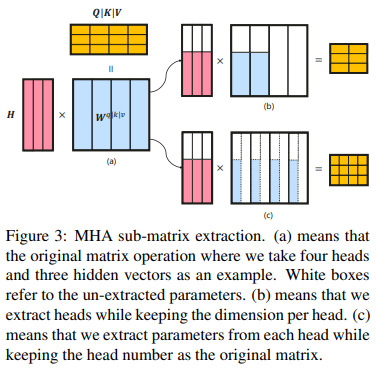 Q|K|V
=
H
×
W^{q|k|v}
(a)
×
=
(b)
×
=
(c)
Figure 3: MHA sub-matrix extraction. (a) means that
the original matrix operation where we take four heads
and three hidden vectors as an example. White boxes
refer to the un-extracted parameters. (b) means that we
extract heads while keeping the dimension per head. (c)
means that we extract parameters from each head while
keeping the head number as the original matrix.